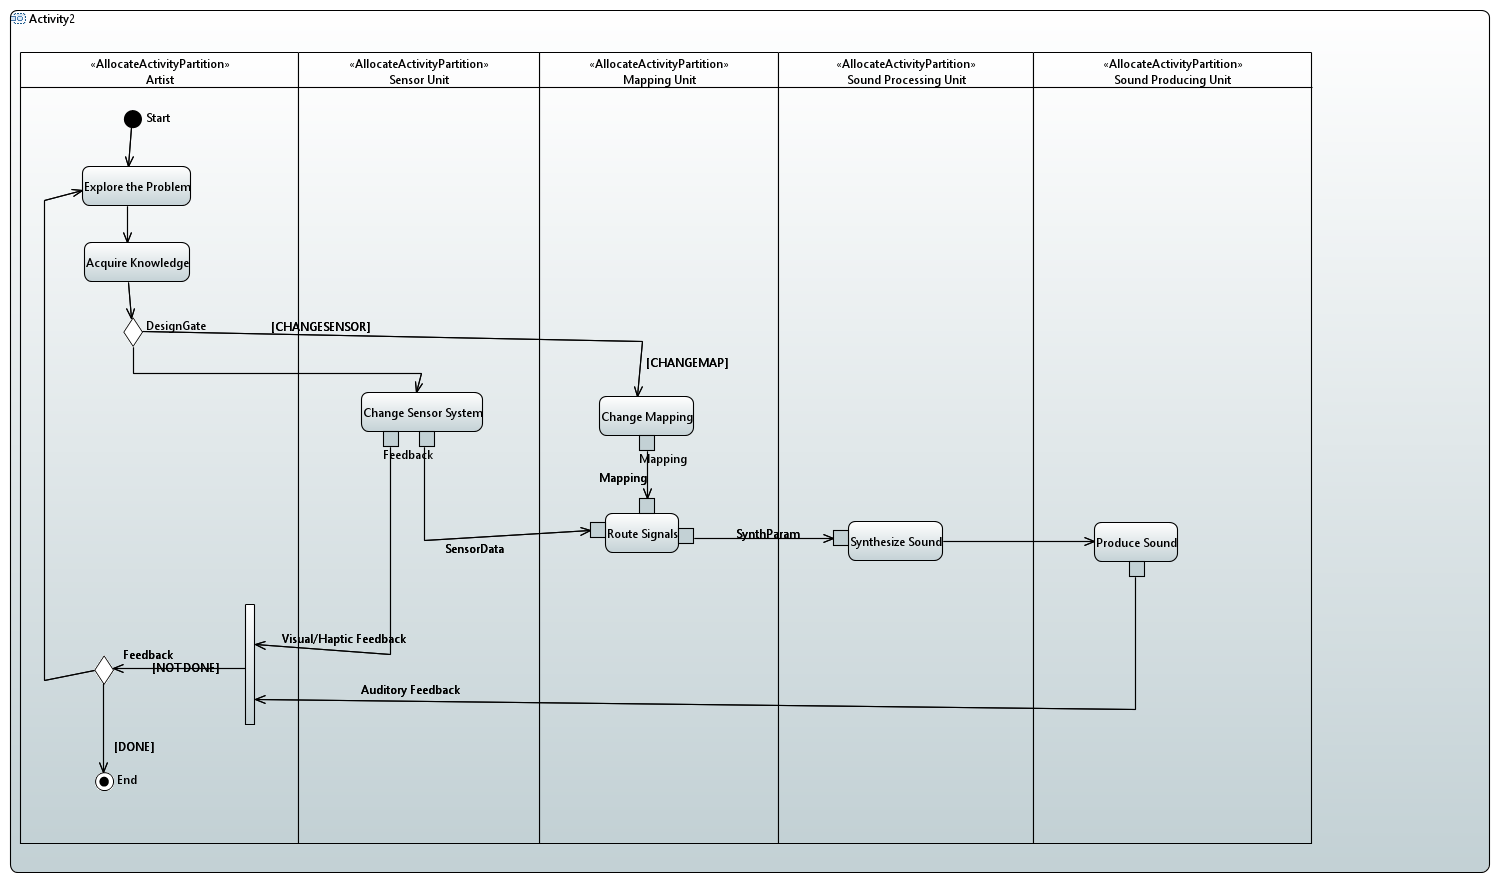 Activity2
«AllocateActivityPartition»
Artist
«AllocateActivityPartition»
Sensor Unit
«AllocateActivityPartition»
Mapping Unit
«AllocateActivityPartition»
Sound Processing Unit
«AllocateActivityPartition»
Sound Producing Unit
Start
Explore the Problem
Acquire Knowledge
DesignGate
[CHANGESENSOR]
[CHANGEMAP]
Change Sensor System
Change Mapping
Feedback
Mapping
Mapping
Route Signals
SynthParam
Synthesize Sound
Produce Sound
SensorData
Visual/Haptic Feedback
Feedback
[NOTDONE]
Auditory Feedback
[DONE]
End